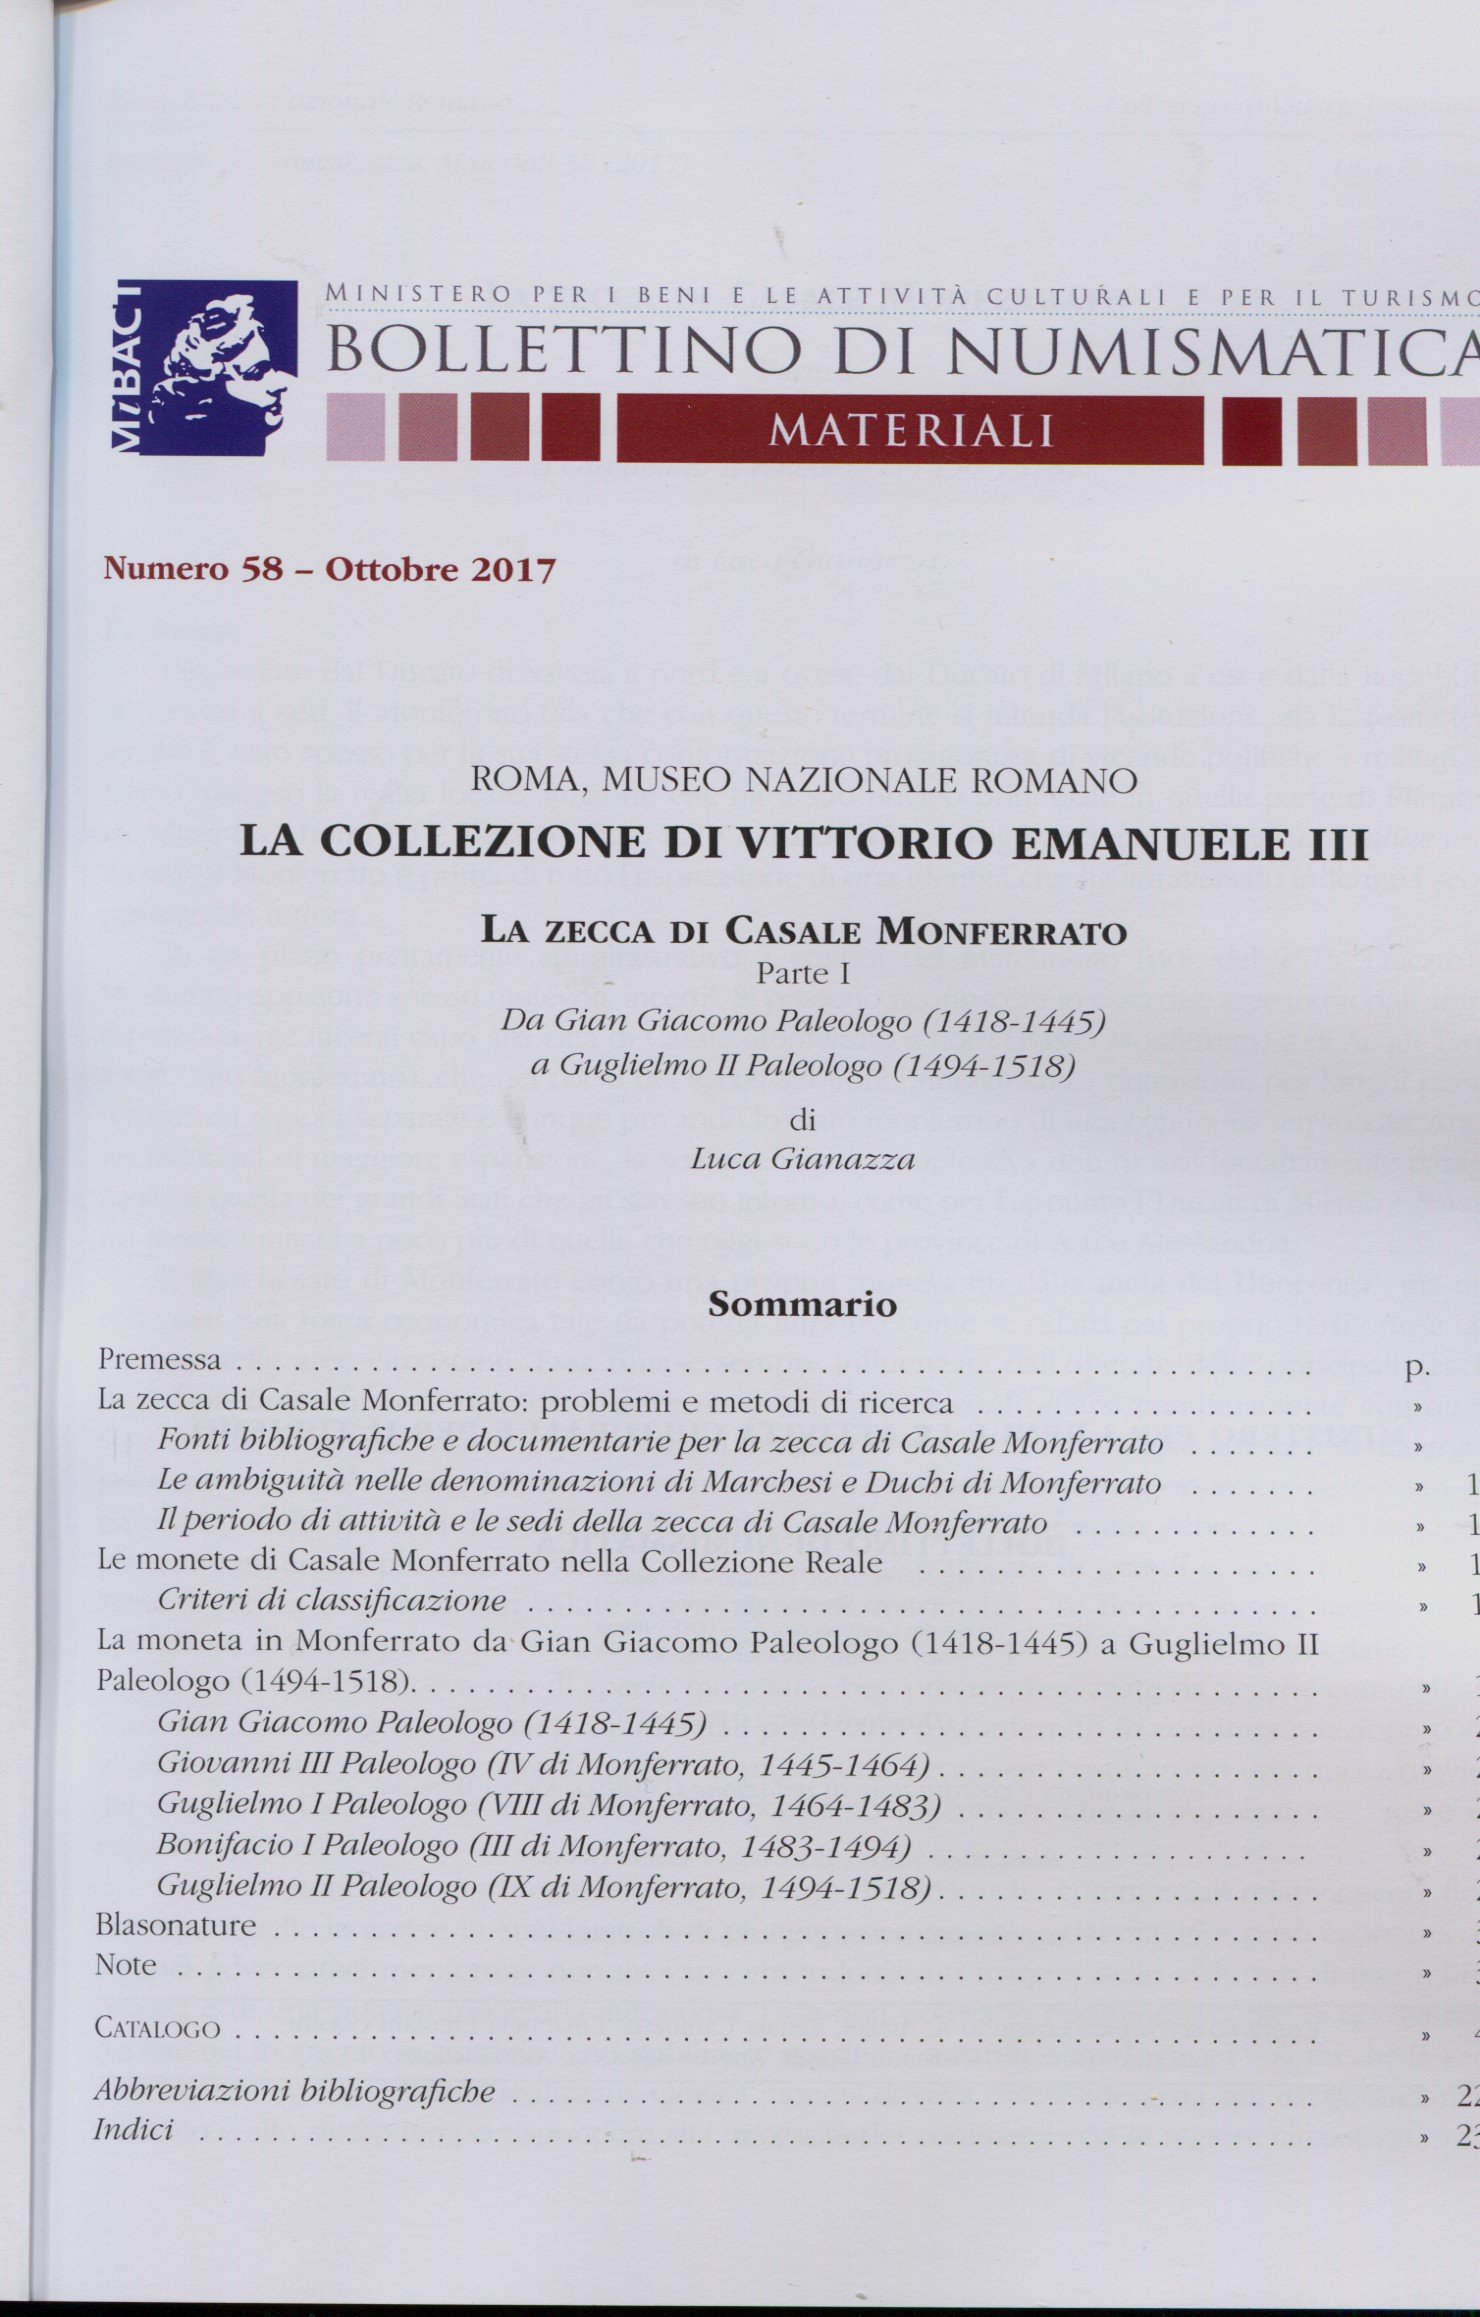 MiBACT
MINISTERO PER I BENI E LE ATTIVITÀ CULTURALI E PER IL TURISMO
BOLLETTINO DI NUMISMATICA
MATERIALI
Numero 58 – Ottobre 2017
ROMA, MUSEO NAZIONALE ROMANO
LA COLLEZIONE DI VITTORIO EMANUELE III
LA ZECCA DI CASALE MONFERRATO
Parte I
Da Gian Giacomo Paleologo (1418-1445)
a Guglielmo II Paleologo (1494-1518)
di
Luca Gianazza
Sommario
Premessa . . . . . . . . . . p.
La zecca di Casale Monferrato: problemi e metodi di ricerca . . . . . . . . . . »
Fonti bibliografiche e documentarie per la zecca di Casale Monferrato . . . . . . . »
Le ambiguità nelle denominazioni di Marchesi e Duchi di Monferrato . . . . . . . » 1
Il periodo di attività e le sedi della zecca di Casale Monferrato . . . . . . . . . . » 1
Le monete di Casale Monferrato nella Collezione Reale . . . . . . . . . . » 1
Criteri di classificazione . . . . . . . . . . » 1
La moneta in Monferrato da Gian Giacomo Paleologo (1418-1445) a Guglielmo II
Paleologo (1494-1518). . . . . . . . . . »
Gian Giacomo Paleologo (1418-1445) . . . . . . . . . . »
Giovanni III Paleologo (IV di Monferrato, 1445-1464) . . . . . . . . . . »
Guglielmo I Paleologo (VIII di Monferrato, 1464-1483) . . . . . . . . . . »
Bonifacio I Paleologo (III di Monferrato, 1483-1494) . . . . . . . . . . »
Guglielmo II Paleologo (IX di Monferrato, 1494-1518) . . . . . . . . . . »
Blasonature . . . . . . . . . . »
Note . . . . . . . . . . »
CATALOGO . . . . . . . . . . »
Abbreviazioni bibliografiche . . . . . . . . . . » 22
Indici . . . . . . . . . . » 23